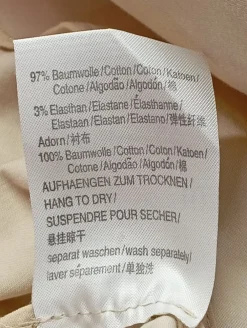 97% Baumwolle/Cotton/Coton/Katoen/
Cotone/Algodão/Algodón/棉
3% Elasthan/Elastane/Élasthanne/
Elastaan/Elastan/Elastano/弹性纤维
Adorn/衬布
100% Baumwolle/Cotton/Coton/Katoen/
Cotone/Algodão/Algodón/棉
AUFHAENGEN ZUM TROCKNEN/
HANG TO DRY/
SUSPENDRE POUR SECHER/
悬挂晾干
separat waschen/wash separately/
laver séparement/单独洗